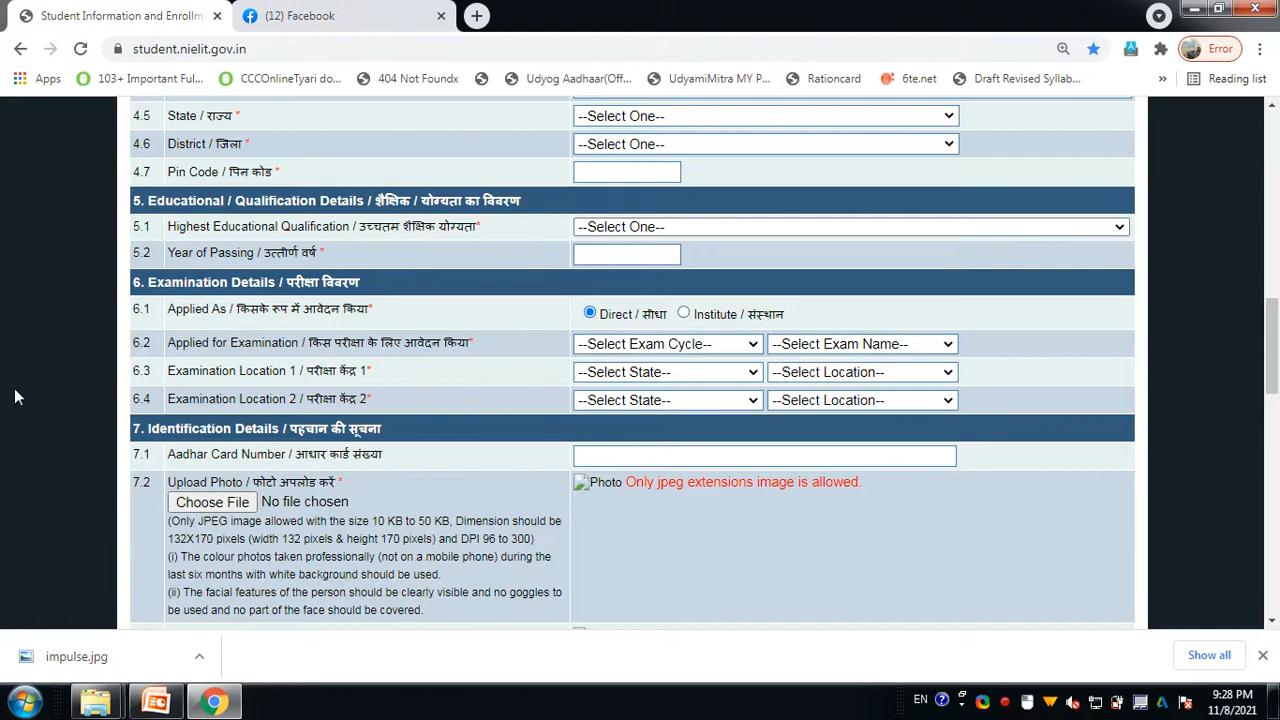 Student Information and Enrollm
(12) Facebook
student.nielit.gov.in
Error
Apps
103+ Important Ful...
CCCOnlineTyari do...
404 Not Foundx
Udyog Aadhaar(Off...
UdyamiMitra MY P...
Rationcard
6te.net
Draft Revised Syllab...
»
Reading list
4.5 State / राज्य * --Select One--
4.6 District / जिला * --Select One--
4.7 Pin Code / पिन कोड *
5. Educational / Qualification Details / शैक्षिक / योग्यता का विवरण
5.1 Highest Educational Qualification / उच्चतम शैक्षिक योग्यता* --Select One--
5.2 Year of Passing / उत्तीर्ण वर्ष *
6. Examination Details / परीक्षा विवरण
6.1 Applied As / किसके रूप में आवेदन किया* Direct / सीधा Institute / संस्थान
6.2 Applied for Examination / किस परीक्षा के लिए आवेदन किया* --Select Exam Cycle-- --Select Exam Name--
6.3 Examination Location 1 / परीक्षा केंद्र 1* --Select State-- --Select Location--
6.4 Examination Location 2 / परीक्षा केंद्र 2* --Select State-- --Select Location--
7. Identification Details / पहचान की सूचना
7.1 Aadhar Card Number / आधार कार्ड संख्या
7.2 Upload Photo / फोटो अपलोड करें * Photo Only jpeg extensions image is allowed.
Choose File No file chosen
(Only JPEG image allowed with the size 10 KB to 50 KB, Dimension should be
132X170 pixels (width 132 pixels & height 170 pixels) and DPI 96 to 300)
(i) The colour photos taken professionally (not on a mobile phone) during the
last six months with white background should be used.
(ii) The facial features of the person should be clearly visible and no goggles to
be used and no part of the face should be covered.
impulse.jpg
Show all
EN
9:28 PM
11/8/2021